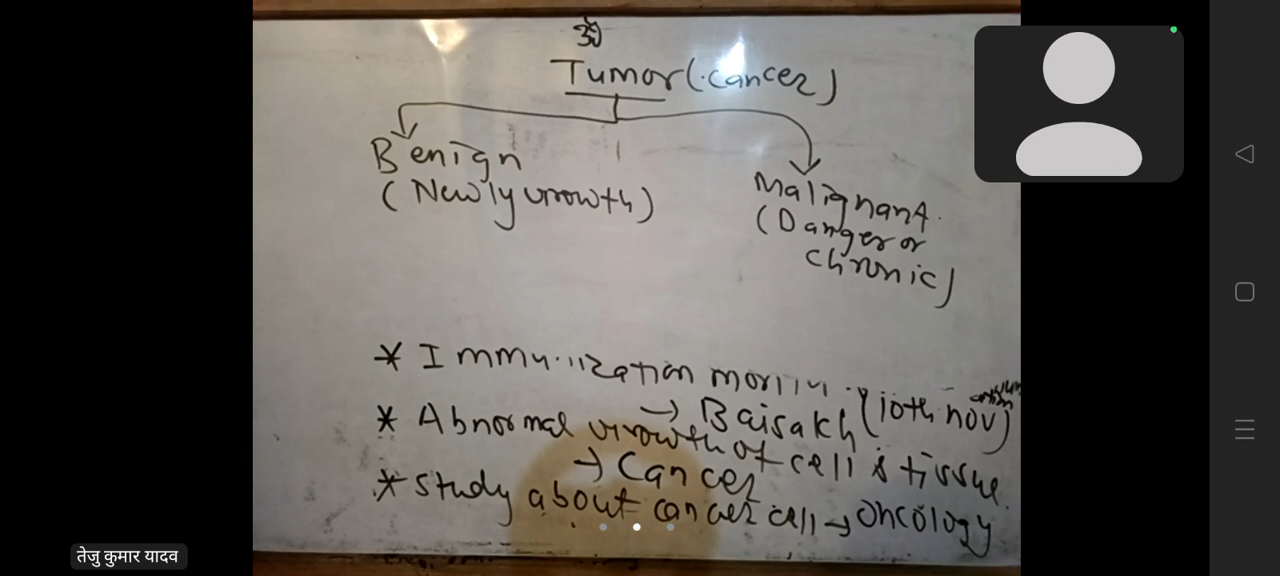 ॐ
Tumor (cancer)
Benign
(Newly growth)
Malignant
(Danger or
chronic)
* Immunization
→ Baisakh (10th nov)
* Abnormal growth of cell & tissue
→ Cancer
* study about cancer cell → oncology
तेजु कुमार यादव